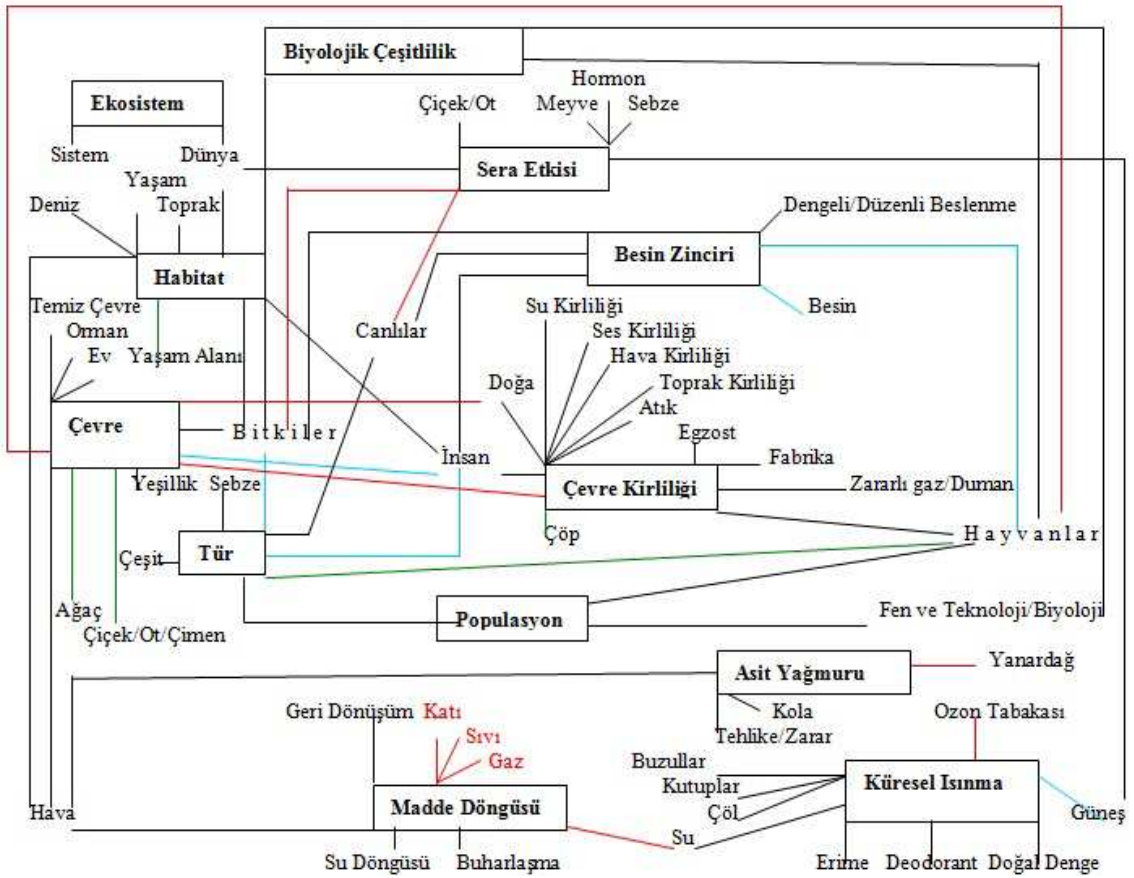 Biyolojik Çeşitlilik
Hormon
Ekosistem
Çiçek/Ot
Meyve
Sebze
Sistem
Dünya
Sera Etkisi
Yaşam
Deniz
Toprak
Dengeli/Düzenli Beslenme
Habitat
Besin Zinciri
Temiz Çevre
Su Kirliliği
Besin
Orman
Canlılar
Ses Kirliliği
Ev
Yaşam Alanı
Hava Kirliliği
Doğa
Toprak Kirliliği
Atık
Çevre
Bitkiler
Egzost
İnsan
Fabrika
Yeşillik
Sebze
Çevre Kirliliği
Zararlı gaz/Duman
Çöp
Hayvanlar
Çeşit
Tür
Ağaç
Populasyon
Fen ve Teknoloji/Biyoloji
Çiçek/Ot/Çimen
Asit Yağmuru
Yanardağ
Geri Dönüşüm
Katı
Kola
Ozon Tabakası
Sıvı
Tehlike/Zarar
Gaz
Buzullar
Kutuplar
Küresel Isınma
Hava
Madde Döngüsü
Çöl
Güneş
Su
Su Döngüsü
Buharlaşma
Erime
Deodorant
Doğal Denge